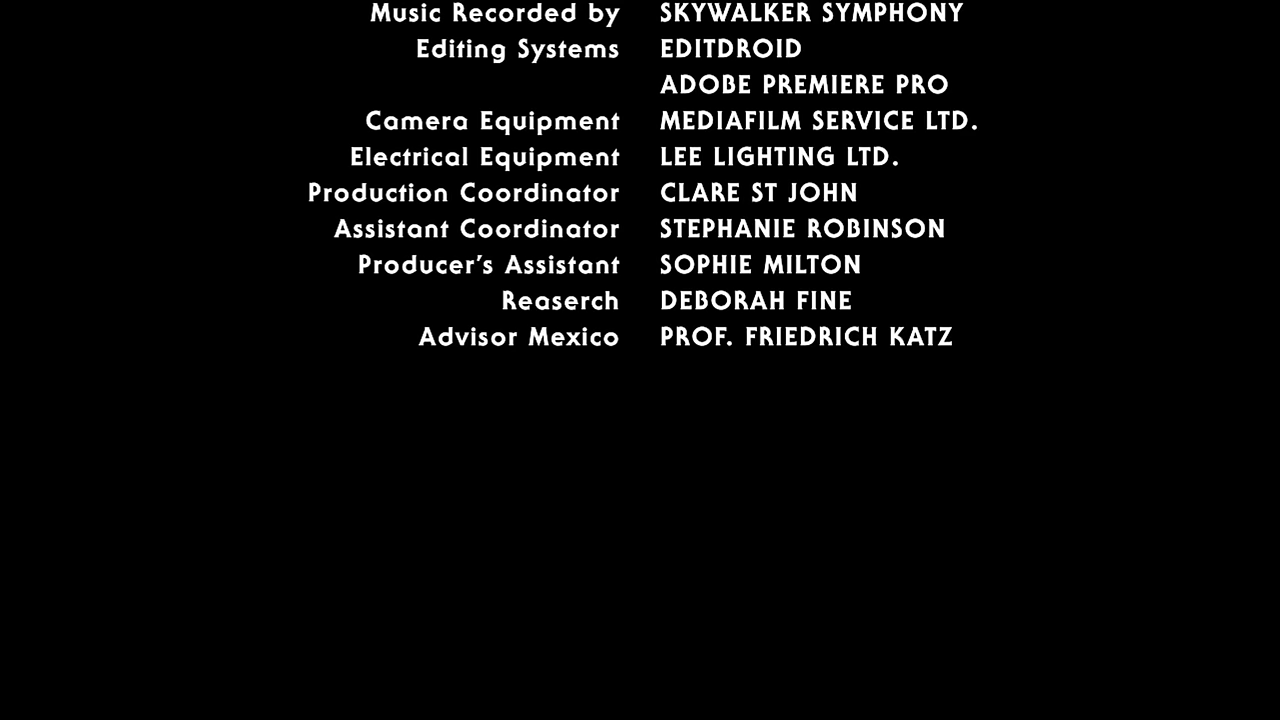 Music Recorded by SKYWALKER SYMPHONY
Editing Systems EDITDROID
ADOBE PREMIERE PRO
Camera Equipment MEDIAFILM SERVICE LTD.
Electrical Equipment LEE LIGHTING LTD.
Production Coordinator CLARE ST JOHN
Assistant Coordinator STEPHANIE ROBINSON
Producer's Assistant SOPHIE MILTON
Reaserch DEBORAH FINE
Advisor Mexico PROF. FRIEDRICH KATZ